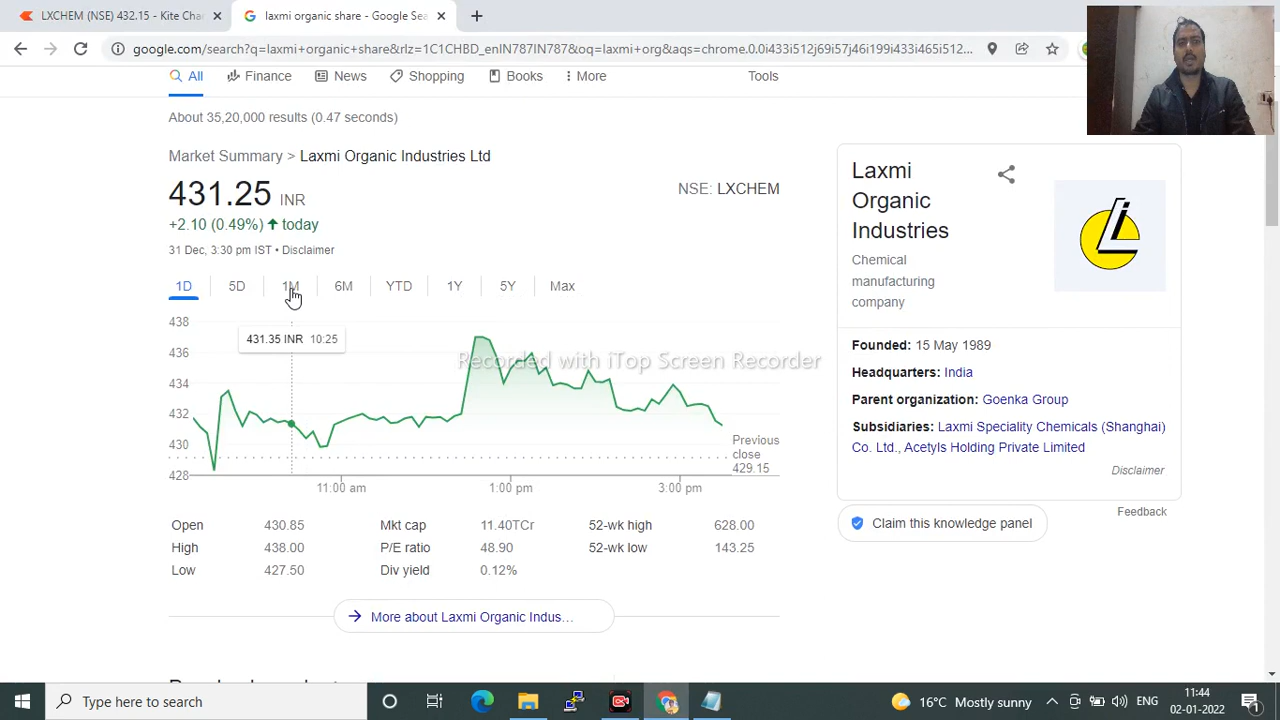 LXCHEM (NSE) 432.15 - Kite Chart
laxmi organic share - Google Sea
google.com/search?q=laxmi+organic+share&rlz=1C1CHBD_enIN787IN787&oq=laxmi+org&aqs=chrome.0.0i433i512j69i57j46i199i433i465i512...
All
Finance
News
Shopping
Books
More
Tools
About 35,20,000 results (0.47 seconds)
Market Summary > Laxmi Organic Industries Ltd
431.25 INR
NSE: LXCHEM
+2.10 (0.49%) today
31 Dec, 3:30 pm IST • Disclaimer
1D 5D 1M 6M YTD 1Y 5Y Max
438
436
434
432
430
428
431.35 INR 10:25
Recorded with iTop Screen Recorder
Previous
close
429.15
11:00 am 1:00 pm 3:00 pm
Open 430.85 Mkt cap 11.40TCr 52-wk high 628.00
High 438.00 P/E ratio 48.90 52-wk low 143.25
Low 427.50 Div yield 0.12%
More about Laxmi Organic Indus...
Laxmi
Organic
Industries
Chemical
manufacturing
company
Founded: 15 May 1989
Headquarters: India
Parent organization: Goenka Group
Subsidiaries: Laxmi Speciality Chemicals (Shanghai)
Co. Ltd., Acetyls Holding Private Limited
Disclaimer
Feedback
Claim this knowledge panel
Type here to search
16°C Mostly sunny
ENG
11:44
02-01-2022
1